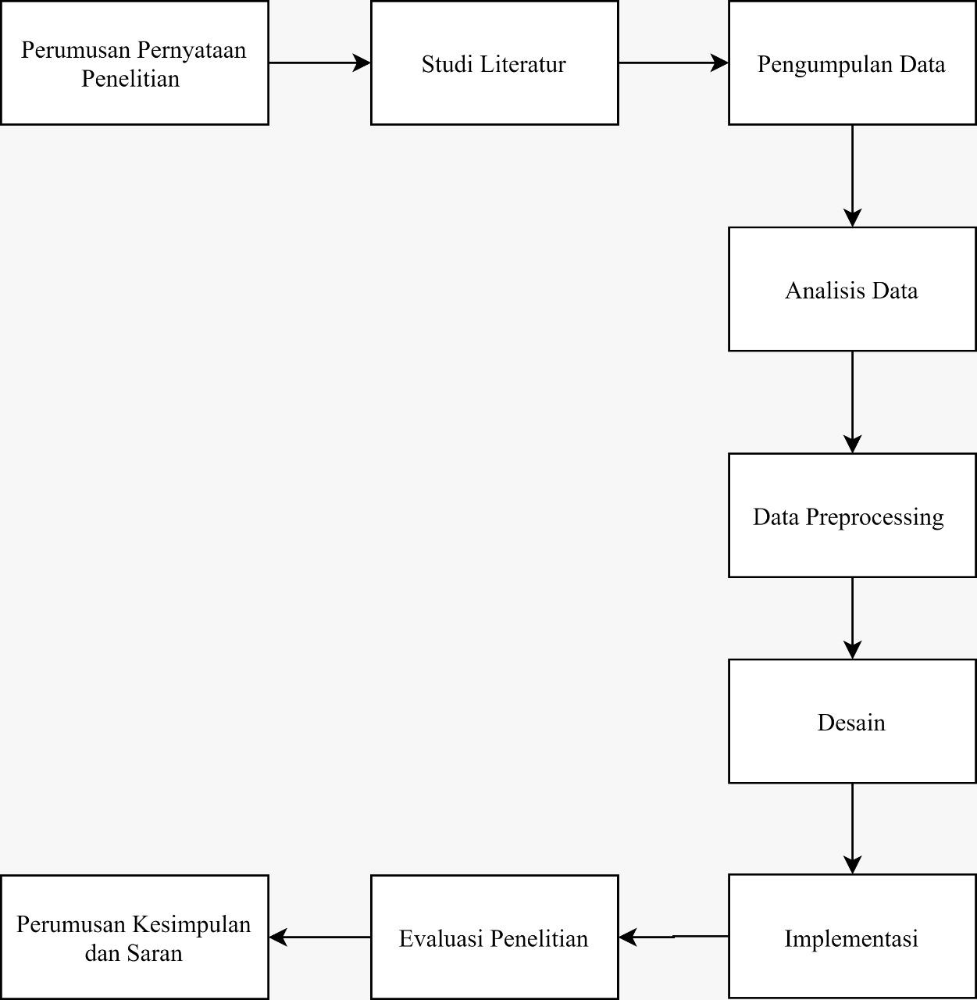 Perumusan Pernyataan
Penelitian
Studi Literatur
Pengumpulan Data
Analisis Data
Data Preprocessing
Desain
Implementasi
Evaluasi Penelitian
Perumusan Kesimpulan
dan Saran